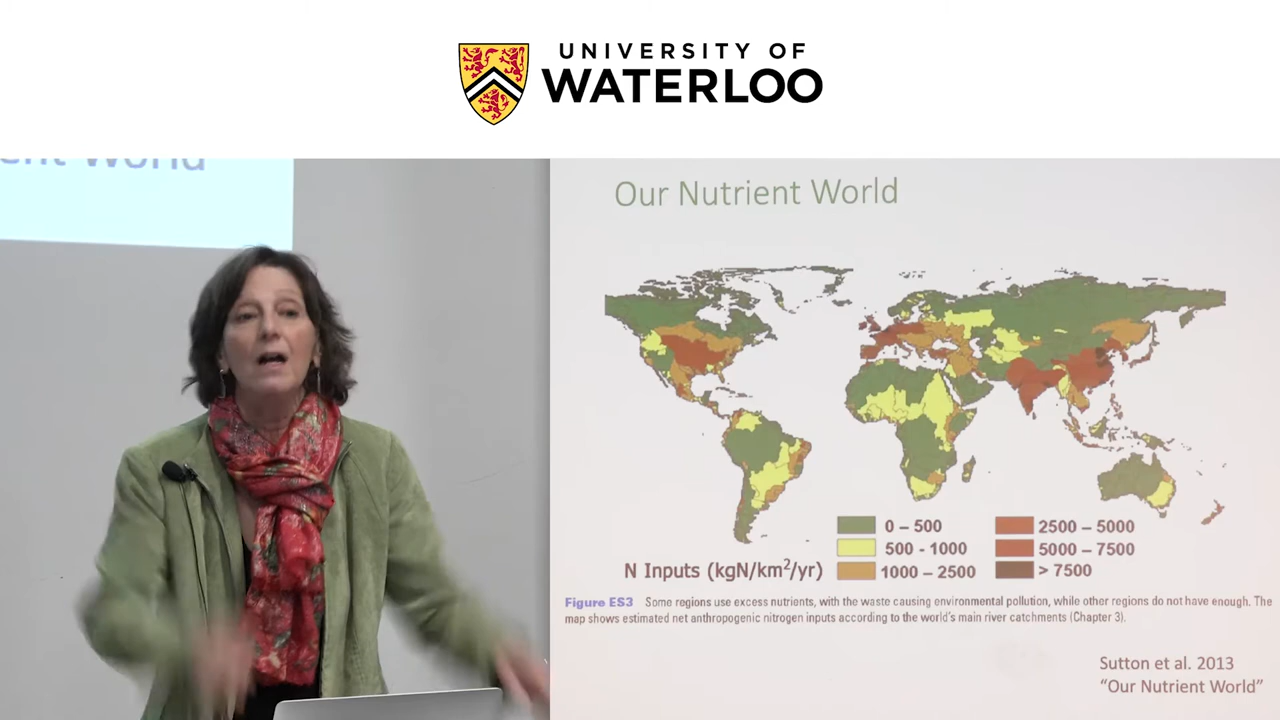 UNIVERSITY OF
WATERLOO
ent World
Our Nutrient World
0 – 500
500 - 1000
1000 – 2500
2500 – 5000
5000 – 7500
> 7500
N Inputs (kgN/km²/yr)
Figure ES3 Some regions use excess nutrients, with the waste causing environmental pollution, while other regions do not have enough. The
map shows estimated net anthropogenic nitrogen inputs according to the world's main river catchments (Chapter 3).
Sutton et al. 2013
“Our Nutrient World”